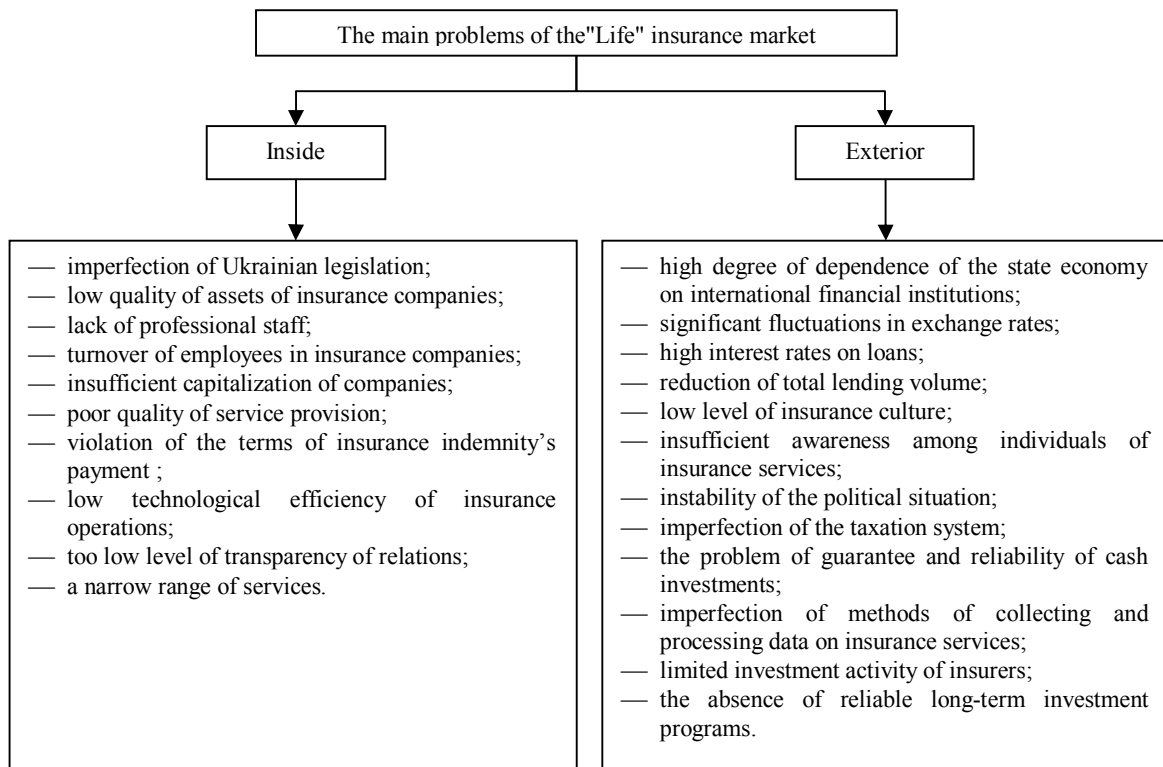 The main problems of the"Life" insurance market
Inside
Exterior
— imperfection of Ukrainian legislation;
— low quality of assets of insurance companies;
— lack of professional staff;
— turnover of employees in insurance companies;
— insufficient capitalization of companies;
— poor quality of service provision;
— violation of the terms of insurance indemnity’s
payment ;
— low technological efficiency of insurance
operations;
— too low level of transparency of relations;
— a narrow range of services.
— high degree of dependence of the state economy
on international financial institutions;
— significant fluctuations in exchange rates;
— high interest rates on loans;
— reduction of total lending volume;
— low level of insurance culture;
— insufficient awareness among individuals of
insurance services;
— instability of the political situation;
— imperfection of the taxation system;
— the problem of guarantee and reliability of cash
investments;
— imperfection of methods of collecting and
processing data on insurance services;
— limited investment activity of insurers;
— the absence of reliable long-term investment
programs.